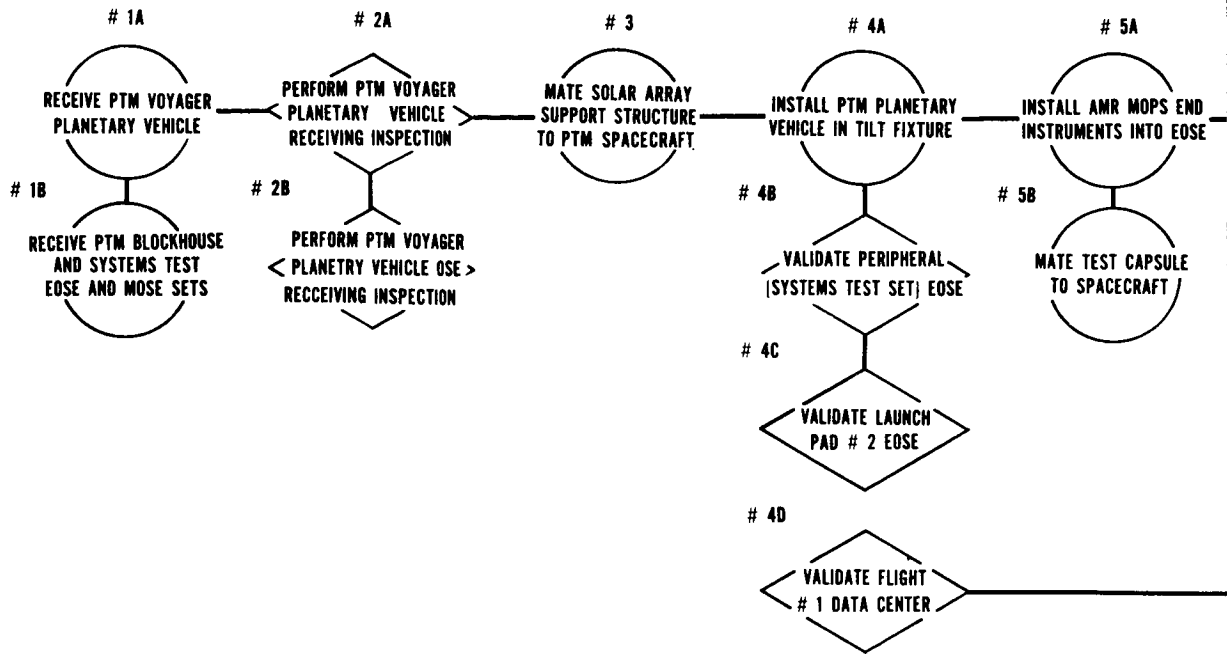 # 1A
RECEIVE PTM VOYAGER
PLANETARY VEHICLE
# 1B
RECEIVE PTM BLOCKHOUSE
AND SYSTEMS TEST
EOSE AND MOSE SETS
# 2A
PERFORM PTM VOYAGER
PLANETARY VEHICLE
RECEIVING INSPECTION
# 2B
PERFORM PTM VOYAGER
PLANETRY VEHICLE OSE
RECCEIVING INSPECTION
# 3
MATE SOLAR ARRAY
SUPPORT STRUCTURE
TO PTM SPACECRAFT
# 4A
INSTALL PTM PLANETARY
VEHICLE IN TILT FIXTURE
# 4B
VALIDATE PERIPHERAL
(SYSTEMS TEST SET) EOSE
# 4C
VALIDATE LAUNCH
PAD # 2 EOSE
# 4D
VALIDATE FLIGHT
# 1 DATA CENTER
# 5A
INSTALL AMR MOPS END
INSTRUMENTS INTO EOSE
# 5B
MATE TEST CAPSULE
TO SPACECRAFT